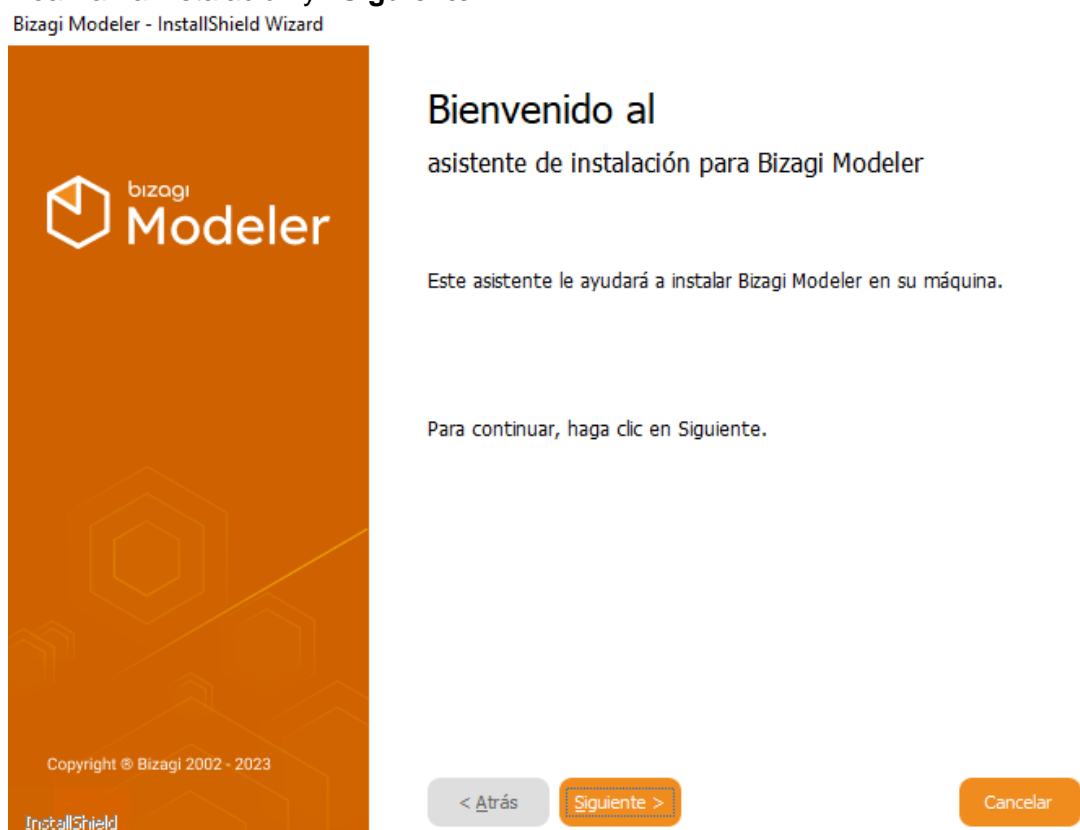 Bizagi Modeler - InstallShield Wizard
Bienvenido al
asistente de instalación para Bizagi Modeler
bizagi
Modeler
Este asistente le ayudará a instalar Bizagi Modeler en su máquina.
Para continuar, haga clic en Siguiente.
Copyright ® Bizagi 2002 - 2023
< Atrás
Siguiente >
Cancelar
InstallShield